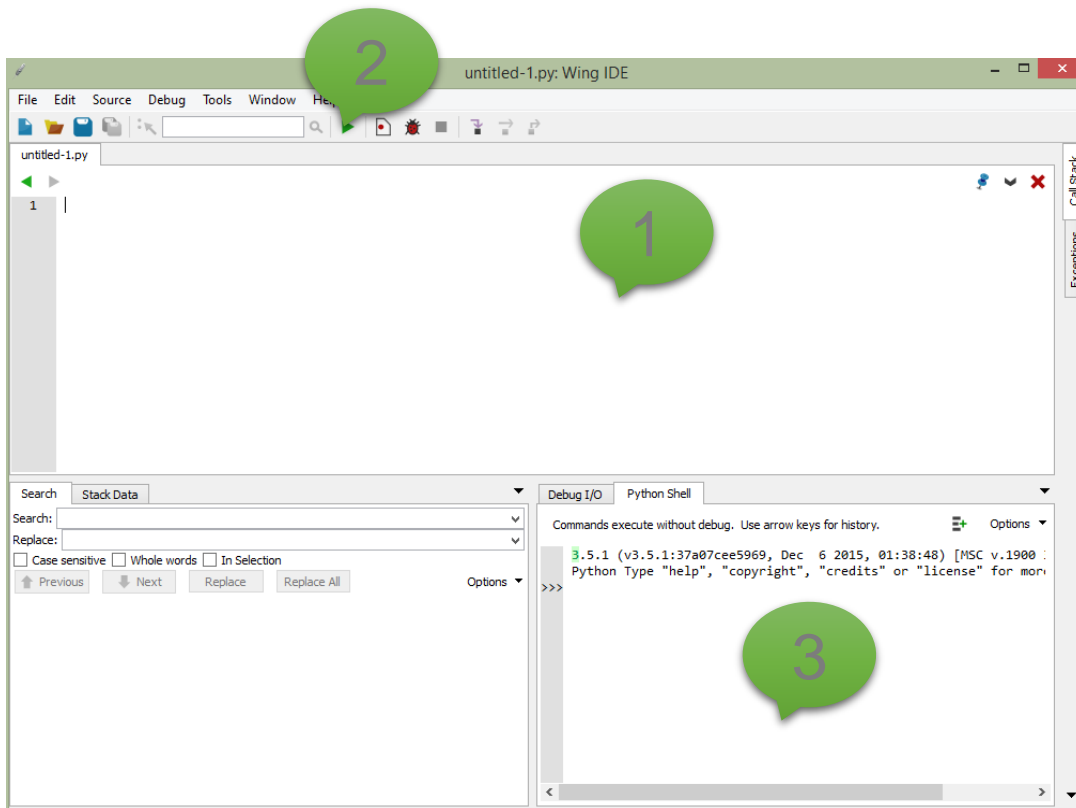 2
untitled-1.py: Wing IDE
File Edit Source Debug Tools Window
untitled-1.py
Call Stack
1
1
Exceptions
Search Stack Data
Debug I/O Python Shell
Search:
Replace:
Case sensitive Whole words In Selection
Previous Next Replace Replace All Options
Commands execute without debug. Use arrow keys for history. Options
3.5.1 (v3.5.1:37a07cee5969, Dec 6 2015, 01:38:48) [MSC v.1900
Python Type "help", "copyright", "credits" or "license" for more
>>>
3